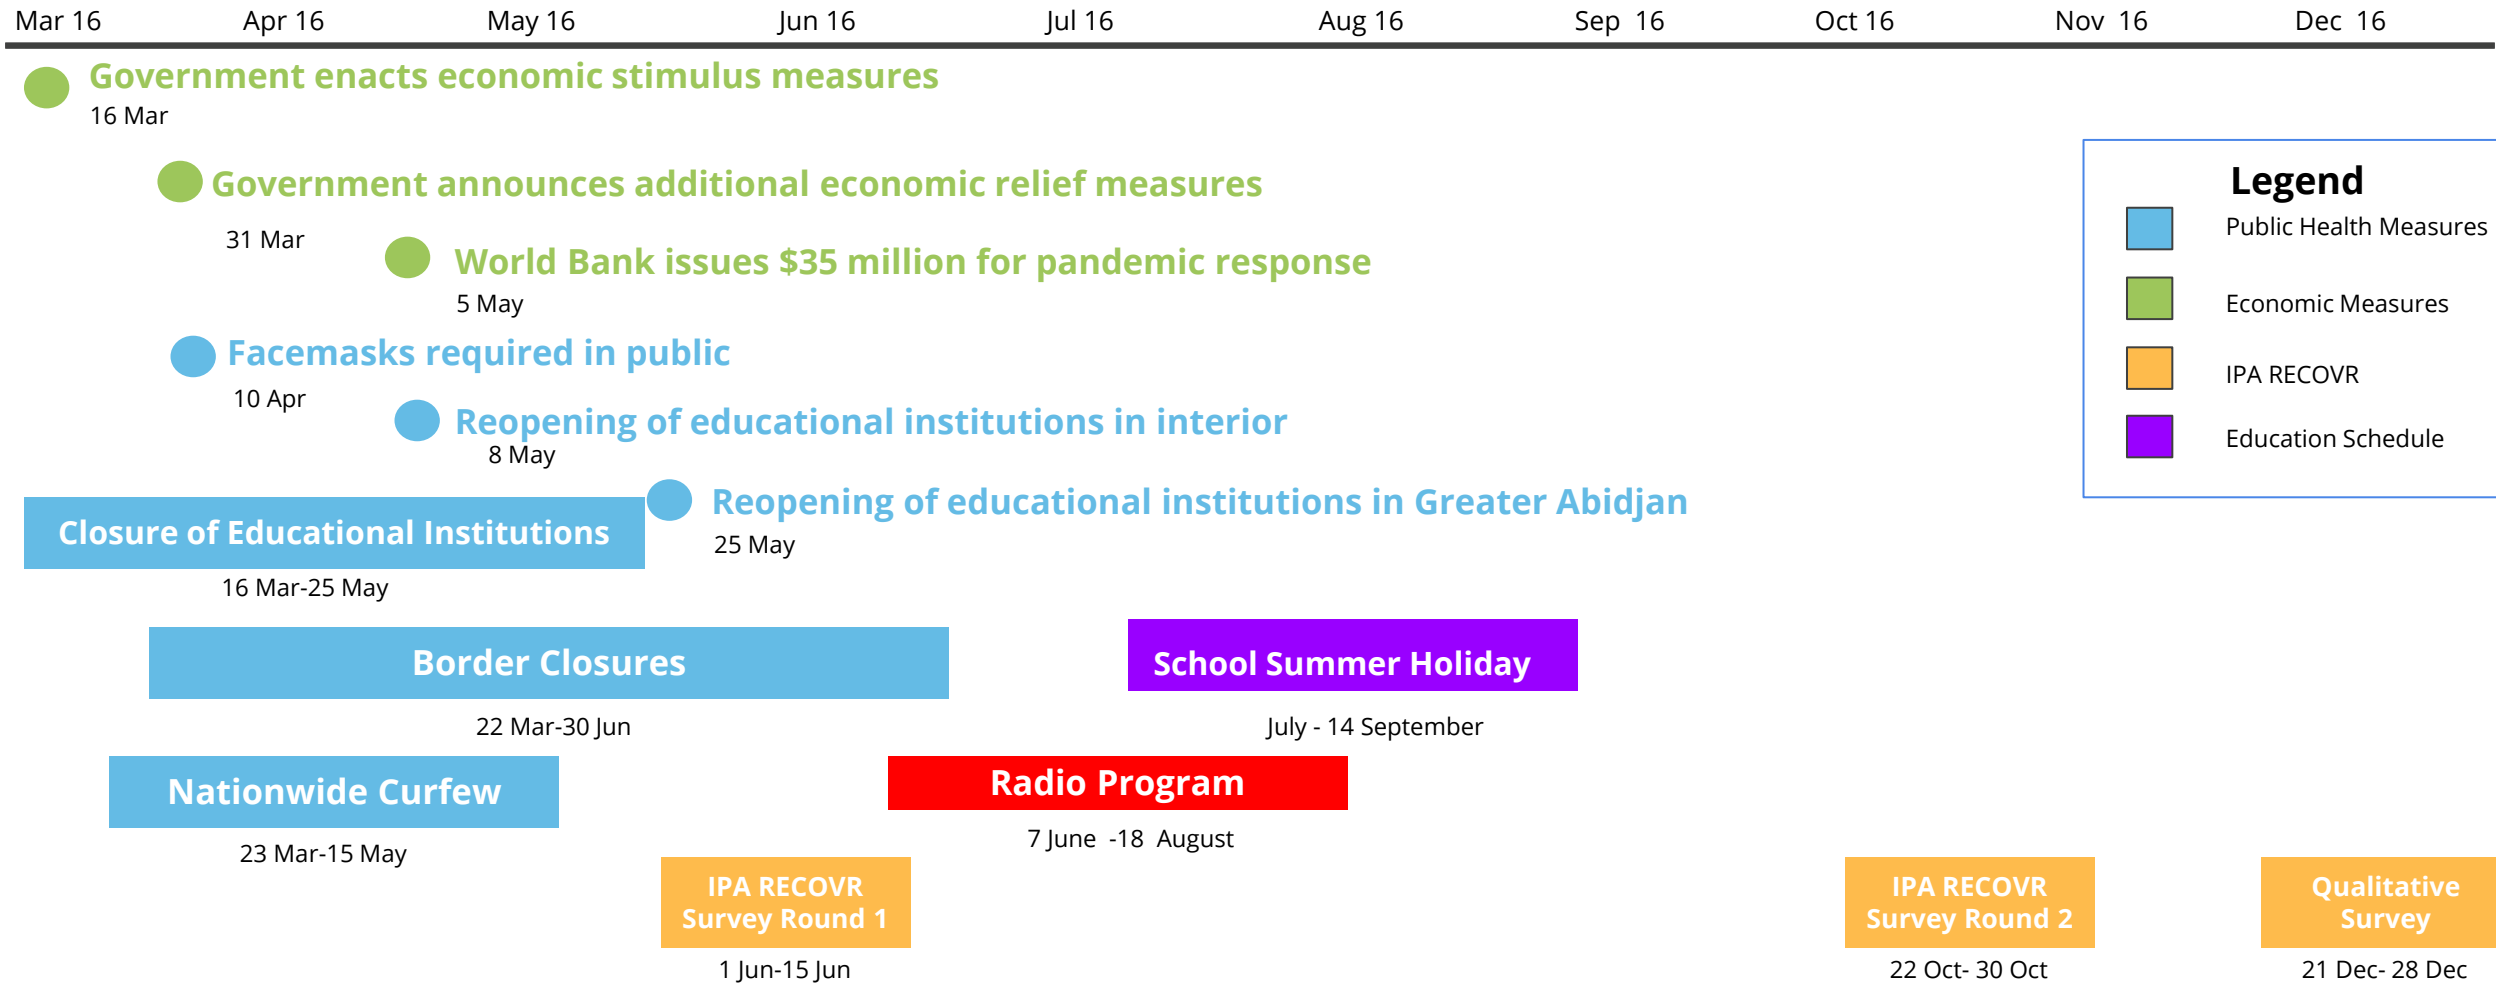 Mar 16 Apr 16 May 16 Jun 16 Jul 16 Aug 16 Sep 16 Oct 16 Nov 16 Dec 16
Government enacts economic stimulus measures
16 Mar
Government announces additional economic relief measures
31 Mar
World Bank issues $35 million for pandemic response
5 May
Facemasks required in public
10 Apr
Reopening of educational institutions in interior
8 May
Reopening of educational institutions in Greater Abidjan
25 May
Closure of Educational Institutions
16 Mar-25 May
Border Closures
22 Mar-30 Jun
School Summer Holiday
July - 14 September
Nationwide Curfew
23 Mar-15 May
Radio Program
7 June -18 August
IPA RECOVR
Survey Round 1
1 Jun-15 Jun
IPA RECOVR
Survey Round 2
22 Oct- 30 Oct
Qualitative
Survey
21 Dec- 28 Dec
Legend
Public Health Measures
Economic Measures
IPA RECOVR
Education Schedule